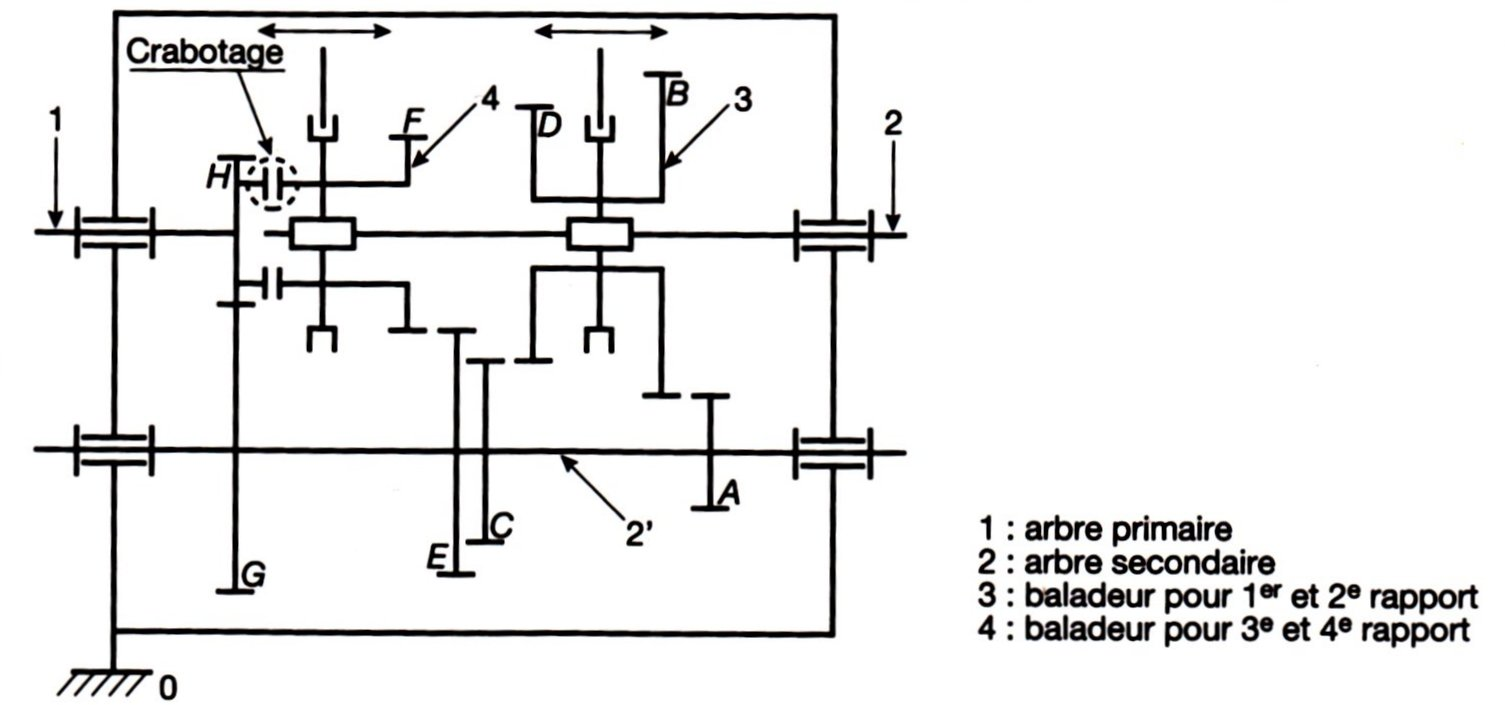 Crabotage
1
4
3
2
F
D
B
H
2'
A
C
E
G
0
1 : arbre primaire
2 : arbre secondaire
3 : baladeur pour 1er et 2e rapport
4 : baladeur pour 3e et 4e rapport